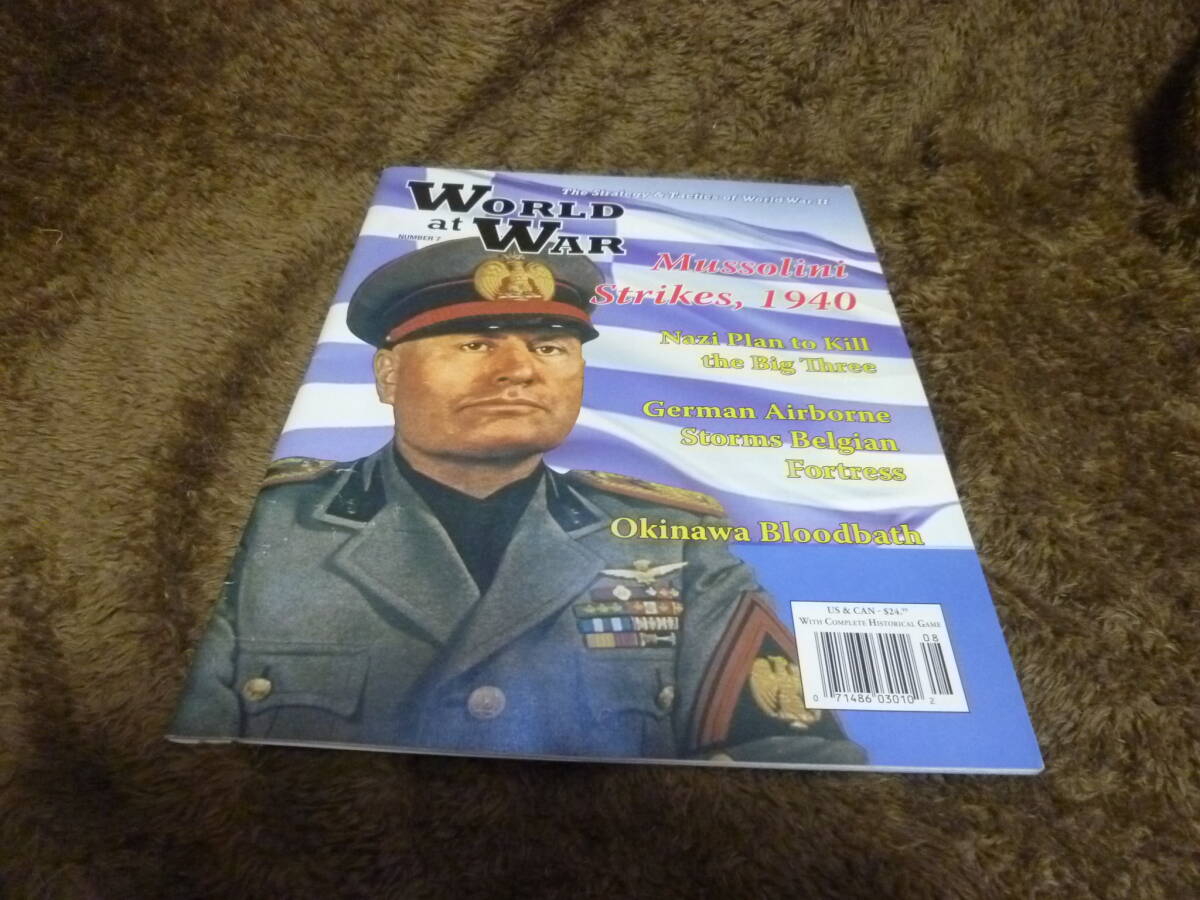 The Strategy & Tactics of World War II
WORLD
at WAR
NUMBER 2
Mussolini
Strikes, 1940
Nazi Plan to Kill
the Big Three
German Airborne
Storms Belgian
Fortress
Okinawa Bloodbath
US & CAN - $24.99
WITH COMPLETE HISTORICAL GAME
08
0 71486 03010 2